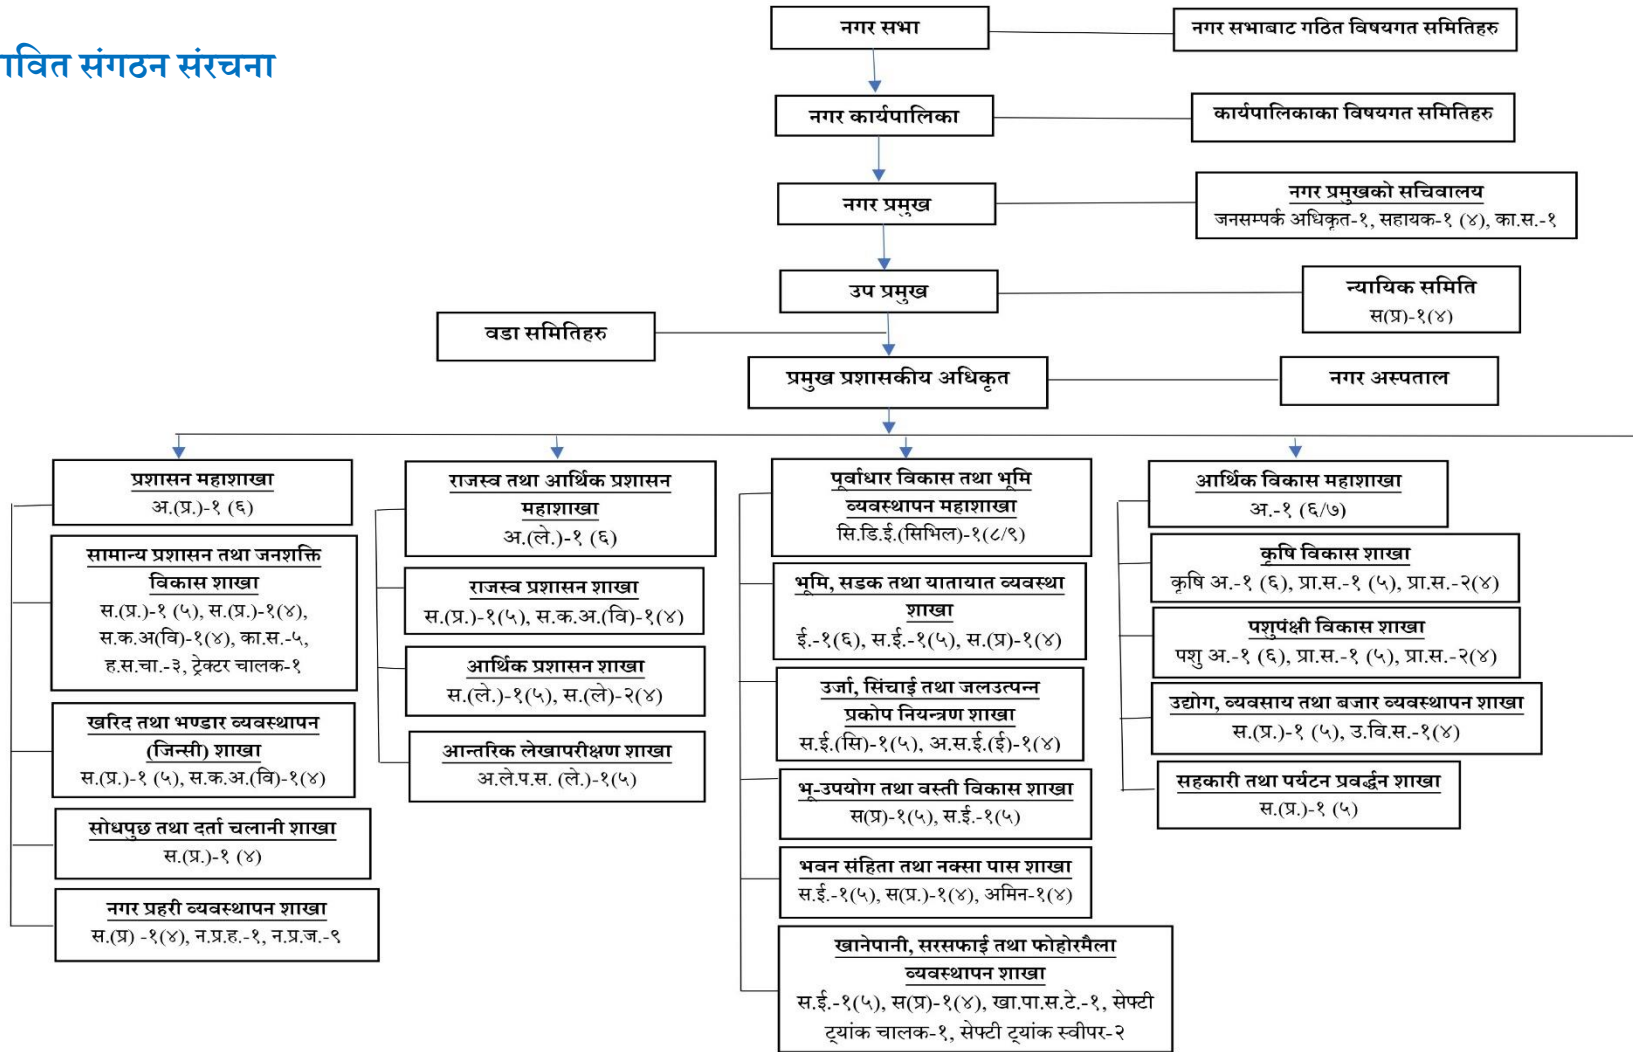 नगर सभा
नगर सभाबाट गठित विषयगत समितिहरु
ावित संगठन संरचना
नगर कार्यपालिका
कार्यपालिकाका विषयगत समितिहरु
नगर प्रमुख
नगर प्रमुखको सचिवालय
जनसम्पर्क अधिकृत-१, सहायक-१ (४), का.स.-१
उप प्रमुख
न्यायिक समिति
स(प्र)-१(४)
वडा समितिहरु
प्रमुख प्रशासकीय अधिकृत
नगर अस्पताल
प्रशासन महाशाखा
अ.(प्र.)-१ (६)
सामान्य प्रशासन तथा जनशक्ति
विकास शाखा
स.(प्र.)-१ (५), स.(प्र.)-१(४),
स.क.अ(वि)-१(४), का.स.-५,
ह.स.चा.-३, ट्रेक्टर चालक-१
खरिद तथा भण्डार व्यवस्थापन
(जिन्सी) शाखा
स.(प्र.)-१ (५), स.क.अ.(वि)-१(४)
सोधपुछ तथा दर्ता चलानी शाखा
स.(प्र.)-१ (४)
नगर प्रहरी व्यवस्थापन शाखा
स.(प्र) -१(४), न.प्र.ह.-१, न.प्र.ज.-९
राजस्व तथा आर्थिक प्रशासन
महाशाखा
अ.(ले.)-१ (६)
राजस्व प्रशासन शाखा
स.(प्र.)-१(५), स.क.अ.(वि)-१(४)
आर्थिक प्रशासन शाखा
स.(ले.)-१(५), स.(ले)-२(४)
आन्तरिक लेखापरीक्षण शाखा
अ.ले.प.स. (ले.)-१(५)
पूर्वाधार विकास तथा भूमि
व्यवस्थापन महाशाखा
सि.डि.ई.(सिभिल)-१(८/९)
भूमि, सडक तथा यातायात व्यवस्था
शाखा
ई.-१(६), स.ई.-१(५), स.(प्र)-१(४)
उर्जा, सिंचाई तथा जलउत्पन्न
प्रकोप नियन्त्रण शाखा
स.ई.(सि)-१(५), अ.स.ई.(ई)-१(४)
भू-उपयोग तथा वस्ती विकास शाखा
स(प्र)-१(५), स.ई.-१(५)
भवन संहिता तथा नक्सा पास शाखा
स.ई.-१(५), स(प्र.)-१(४), अमिन-१(४)
खानेपानी, सरसफाई तथा फोहोरमैला
व्यवस्थापन शाखा
स.ई.-१(५), स(प्र)-१(४), खा.पा.स.टे.-१, सेफ्टी
ट्यांक चालक-१, सेफ्टी ट्यांक स्वीपर-२
आर्थिक विकास महाशाखा
अ.-१ (६/७)
कृषि विकास शाखा
कृषि अ.-१ (६), प्रा.स.-१ (५), प्रा.स.-२(४)
पशुपंक्षी विकास शाखा
पशु अ.-१ (६), प्रा.स.-१ (५), प्रा.स.-२(४)
उद्योग, व्यवसाय तथा बजार व्यवस्थापन शाखा
स.(प्र.)-१ (५), उ.वि.स.-१(४)
सहकारी तथा पर्यटन प्रवर्द्धन शाखा
स.(प्र.)-१ (५)